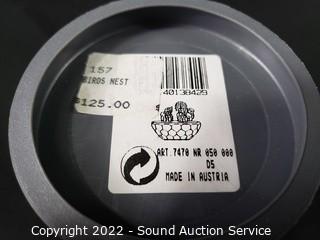 157
BIRDS NEST
$125.00
40138429
ART. 7470 NR 050 000
D5
MADE IN AUSTRIA
Copyright 2022 - Sound Auction Service